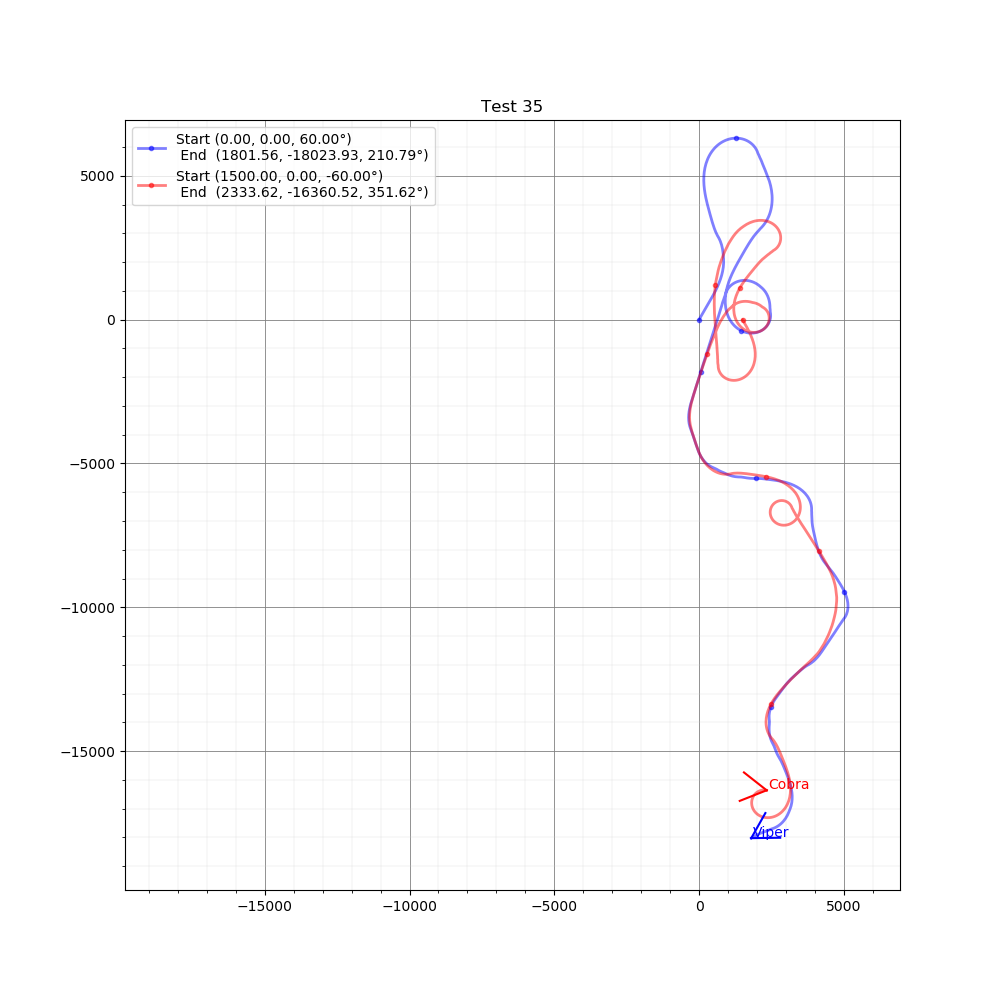 Test 35
Start (0.00, 0.00, 60.00°)
End  (1801.56, -18023.93, 210.79°)
Start (1500.00, 0.00, -60.00°)
End  (2333.62, -16360.52, 351.62°)
5000
0
−5000
−10000
−15000
Cobra
Viper
−15000
−10000
−5000
0
5000